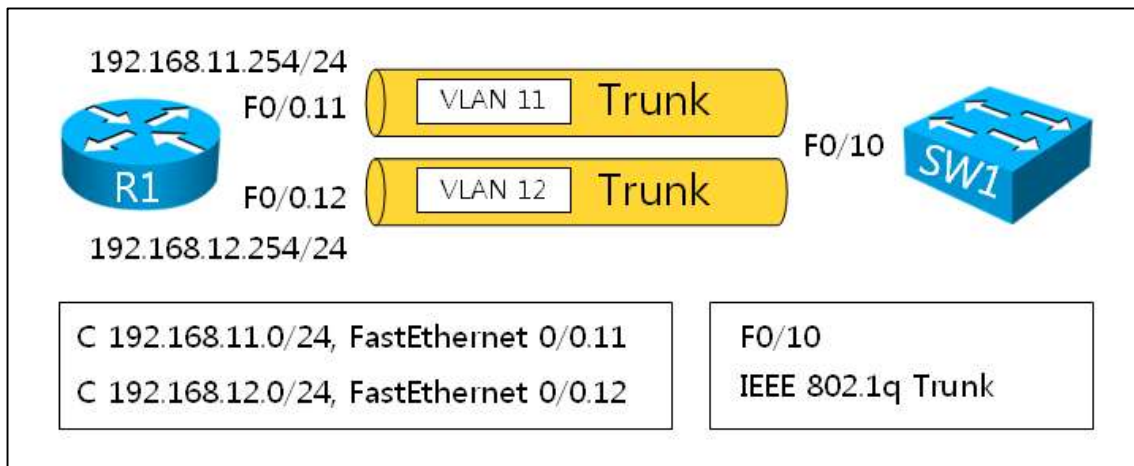 192.168.11.254/24
F0/0.11
VLAN 11 Trunk
F0/10
R1
SW1
F0/0.12
VLAN 12 Trunk
192.168.12.254/24
C 192.168.11.0/24, FastEthernet 0/0.11
C 192.168.12.0/24, FastEthernet 0/0.12
F0/10
IEEE 802.1q Trunk